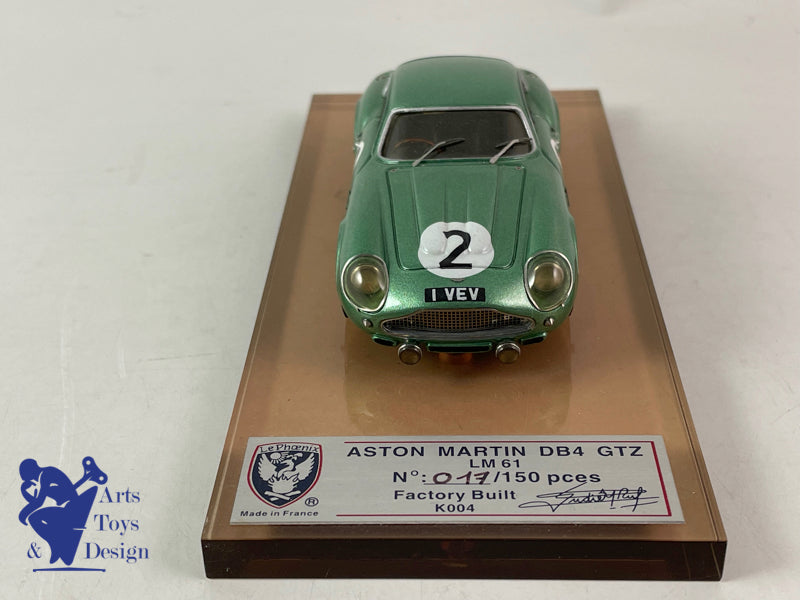 2
1 VEV
Le Phœnix
®
Made in France
ASTON MARTIN DB4 GTZ
LM 61
N°: 017/150 pces
Factory Built
K004
Arts
Toys
& Design